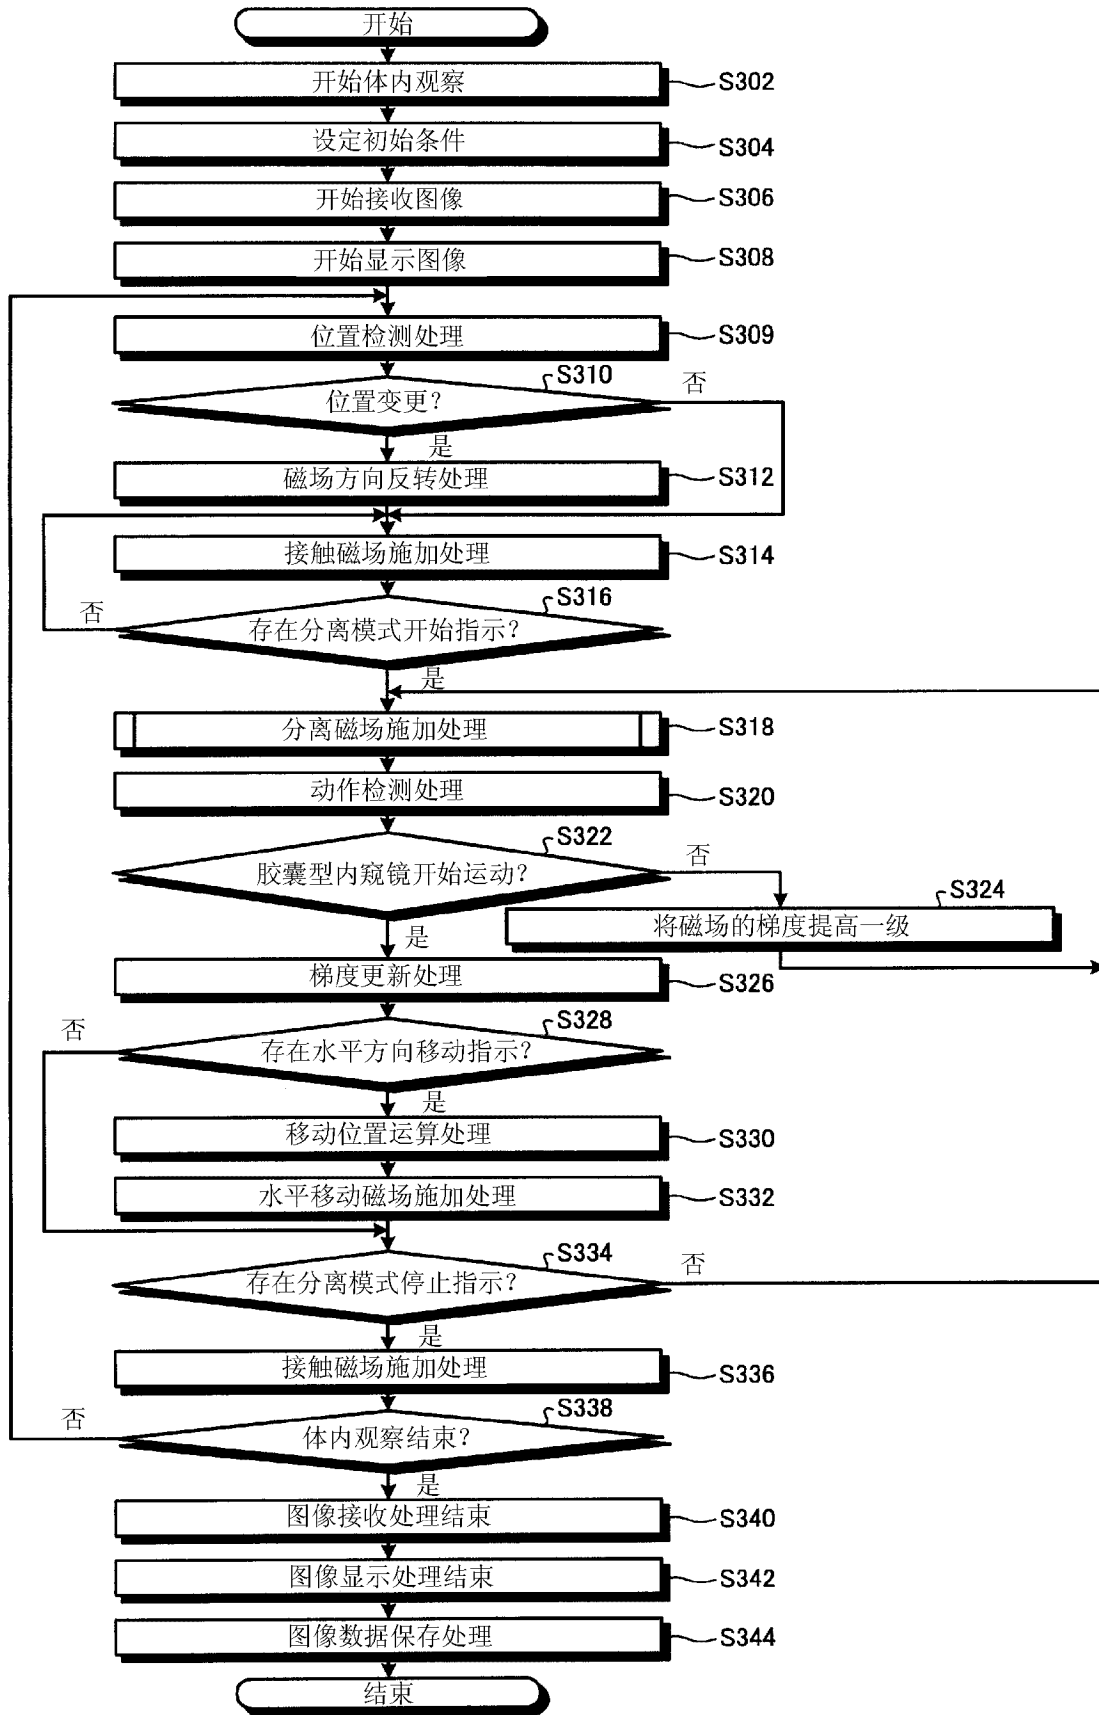 开始
开始体内观察 S302
设定初始条件 S304
开始接收图像 S306
开始显示图像 S308
位置检测处理 S309
S310
位置变更? 否
是
磁场方向反转处理 S312
接触磁场施加处理 S314
S316
否 存在分离模式开始指示?
是
分离磁场施加处理 S318
动作检测处理 S320
S322
胶囊型内窥镜开始运动? 否
S324
将磁场的梯度提高一级
是
梯度更新处理 S326
S328
否 存在水平方向移动指示?
是
移动位置运算处理 S330
水平移动磁场施加处理 S332
S334
存在分离模式停止指示? 否
是
接触磁场施加处理 S336
S338
否 体内观察结束?
是
图像接收处理结束 S340
图像显示处理结束 S342
图像数据保存处理 S344
结束